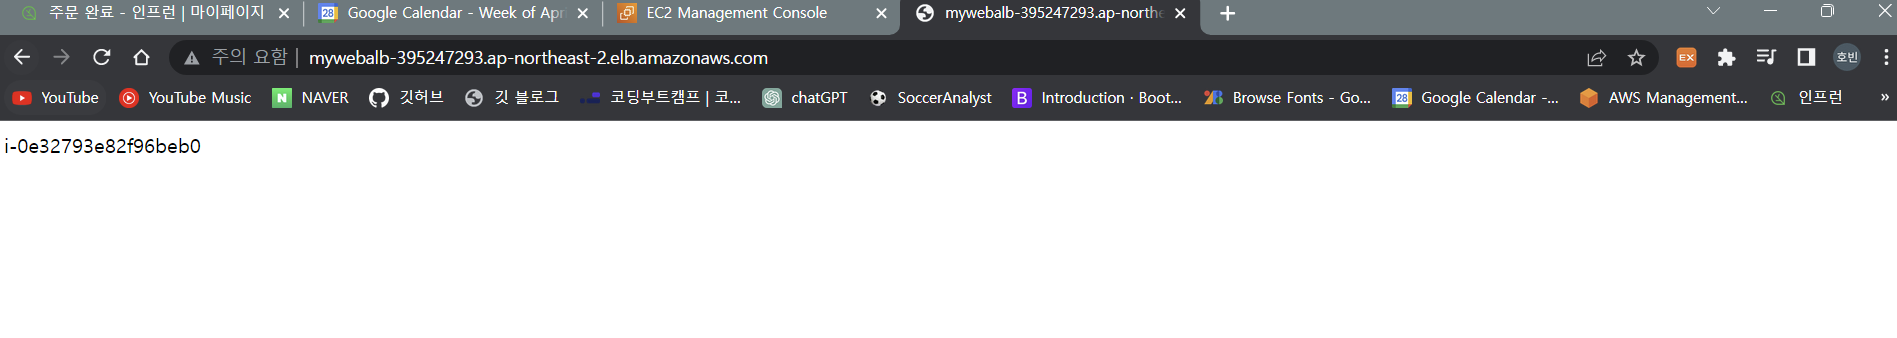 주문 완료 - 인프런 | 마이페이지 Google Calendar - Week of Apr EC2 Management Console mywebalb-395247293.ap-northe
주의 요함 | mywebalb-395247293.ap-northeast-2.elb.amazonaws.com EX 호빈
YouTube YouTube Music N NAVER 깃허브 깃 블로그 코딩부트캠프 | 코... chatGPT SoccerAnalyst B Introduction · Boot... Browse Fonts - Go... 28 Google Calendar -... AWS Management... 인프런 »
i-0e32793e82f96beb0